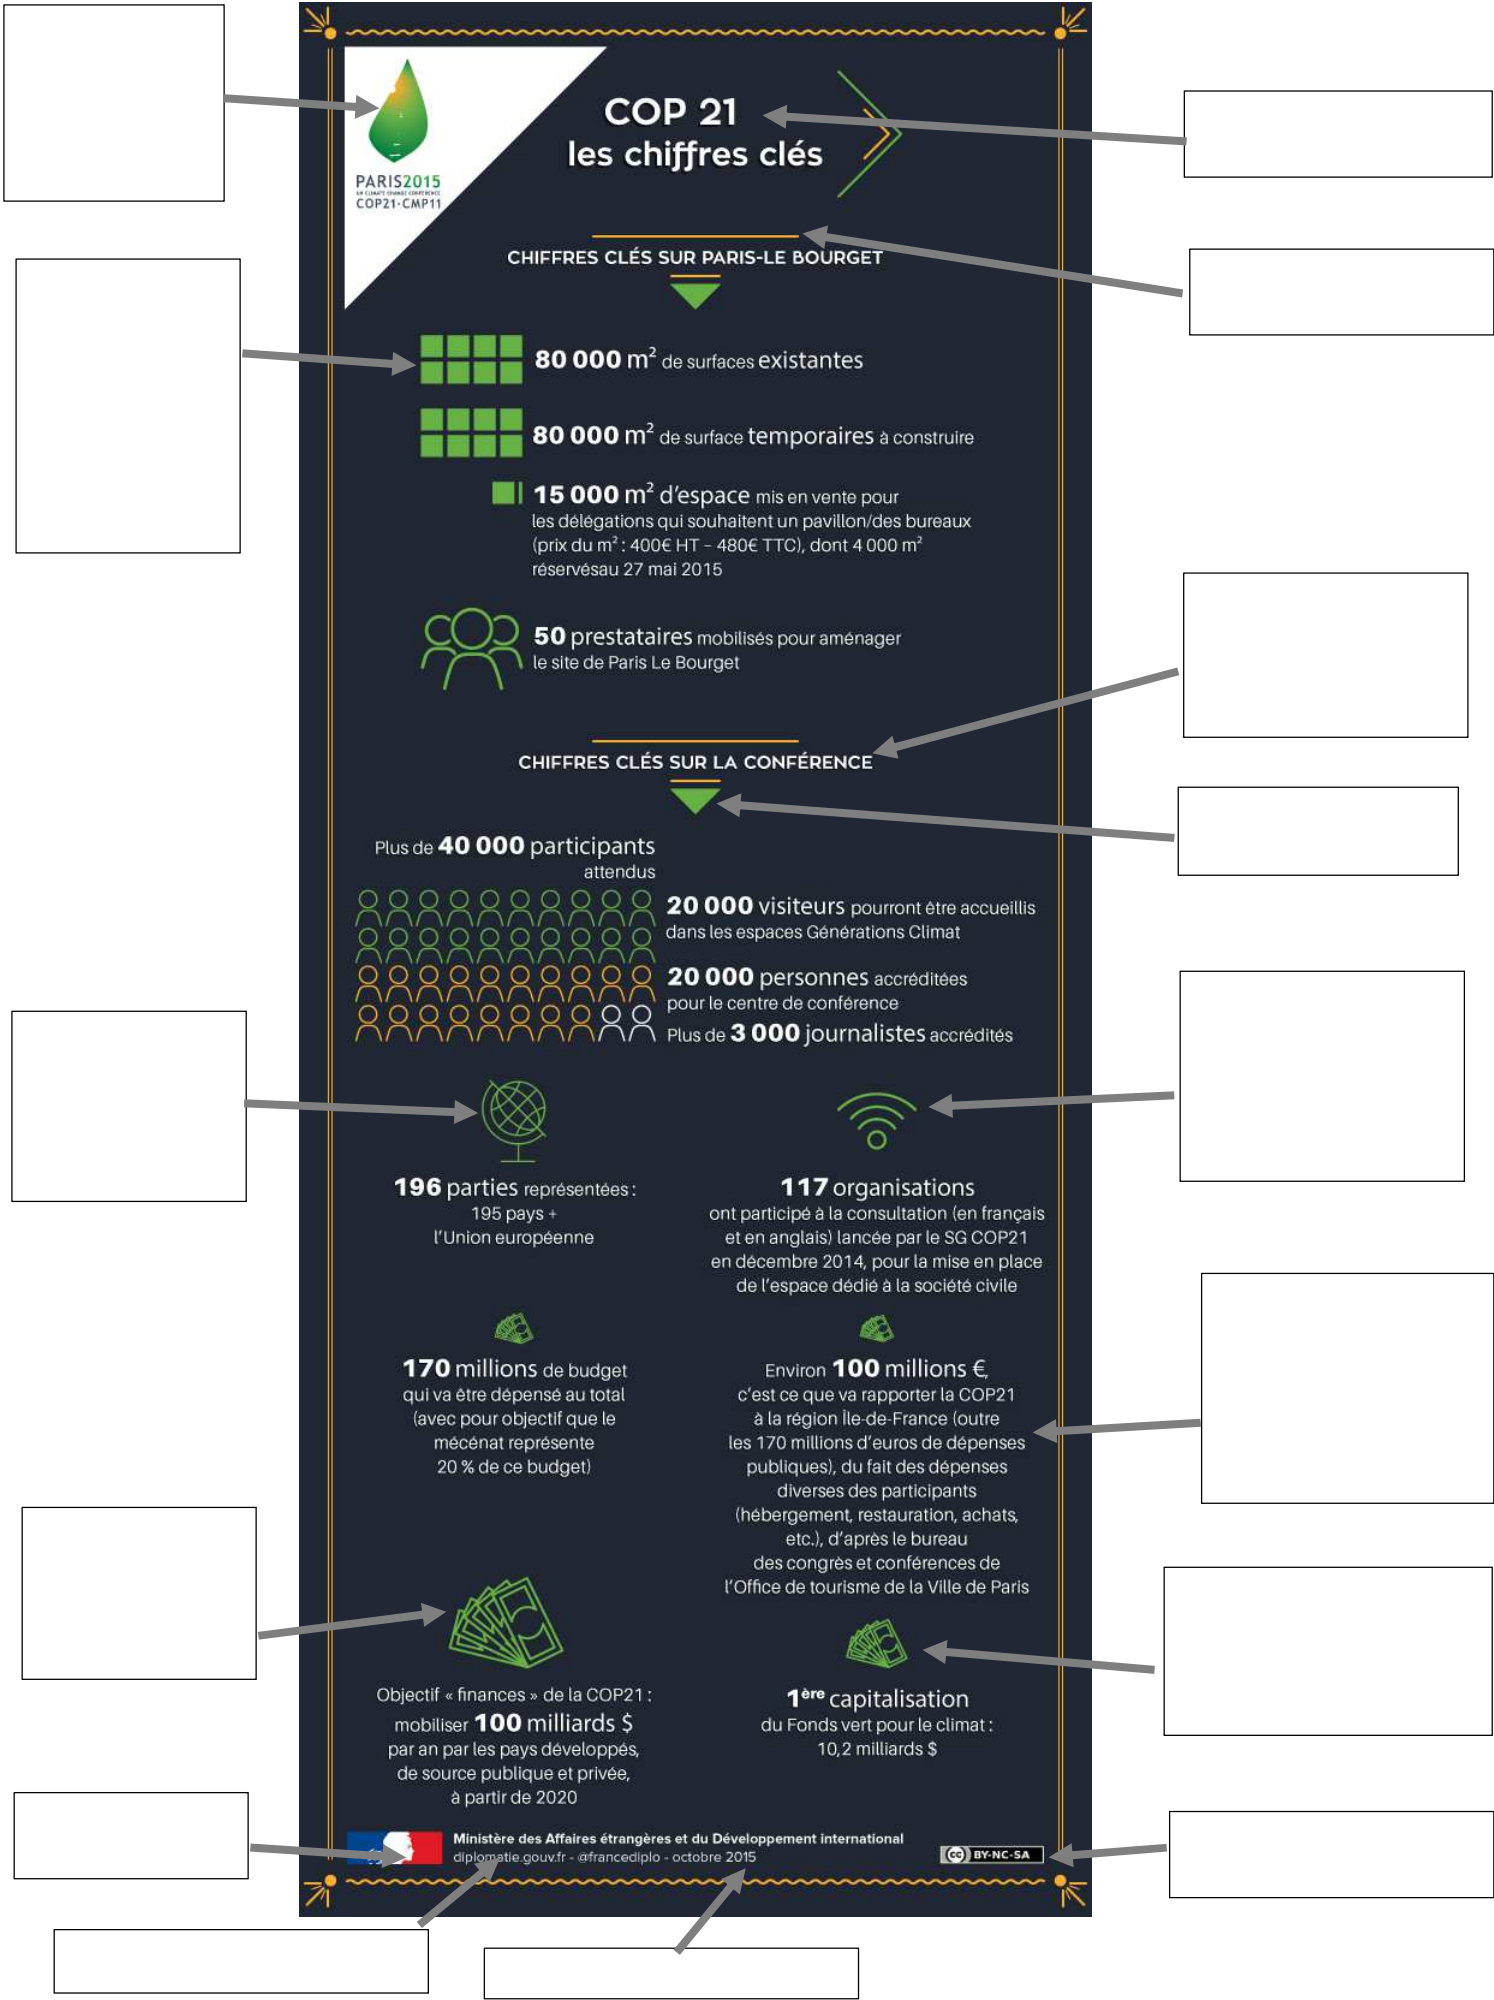 PARIS2015
UN CLIMATE CHANGE CONFERENCE
COP21·CMP11
COP 21
les chiffres clés
CHIFFRES CLÉS SUR PARIS-LE BOURGET
80 000 m² de surfaces existantes
80 000 m² de surface temporaires à construire
15 000 m² d'espace mis en vente pour
les délégations qui souhaitent un pavillon/des bureaux
(prix du m² : 400€ HT – 480€ TTC), dont 4 000 m²
réservésau 27 mai 2015
50 prestataires mobilisés pour aménager
le site de Paris Le Bourget
CHIFFRES CLÉS SUR LA CONFÉRENCE
Plus de 40 000 participants
attendus
20 000 visiteurs pourront être accueillis
dans les espaces Générations Climat
20 000 personnes accréditées
pour le centre de conférence
Plus de 3 000 journalistes accrédités
196 parties représentées :
195 pays +
l'Union européenne
117 organisations
ont participé à la consultation (en français
et en anglais) lancée par le SG COP21
en décembre 2014, pour la mise en place
de l'espace dédié à la société civile
170 millions de budget
qui va être dépensé au total
(avec pour objectif que le
mécénat représente
20 % de ce budget)
Environ 100 millions €,
c'est ce que va rapporter la COP21
à la région Île-de-France (outre
les 170 millions d'euros de dépenses
publiques), du fait des dépenses
diverses des participants
(hébergement, restauration, achats,
etc.), d'après le bureau
des congrès et conférences de
l'Office de tourisme de la Ville de Paris
Objectif « finances » de la COP21 :
mobiliser 100 milliards $
par an par les pays développés,
de source publique et privée,
à partir de 2020
1ère capitalisation
du Fonds vert pour le climat :
10,2 milliards $
Ministère des Affaires étrangères et du Développement international
diplomatie.gouv.fr - @francediplo - octobre 2015
cc BY-NC-SA